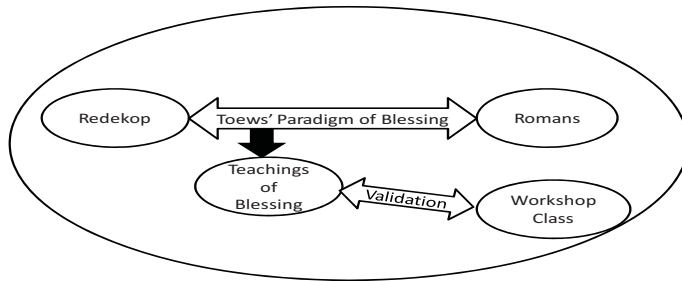 Redekop
Toews' Paradigm of Blessing
Romans
Teachings
of
Blessing
Validation
Workshop
Class